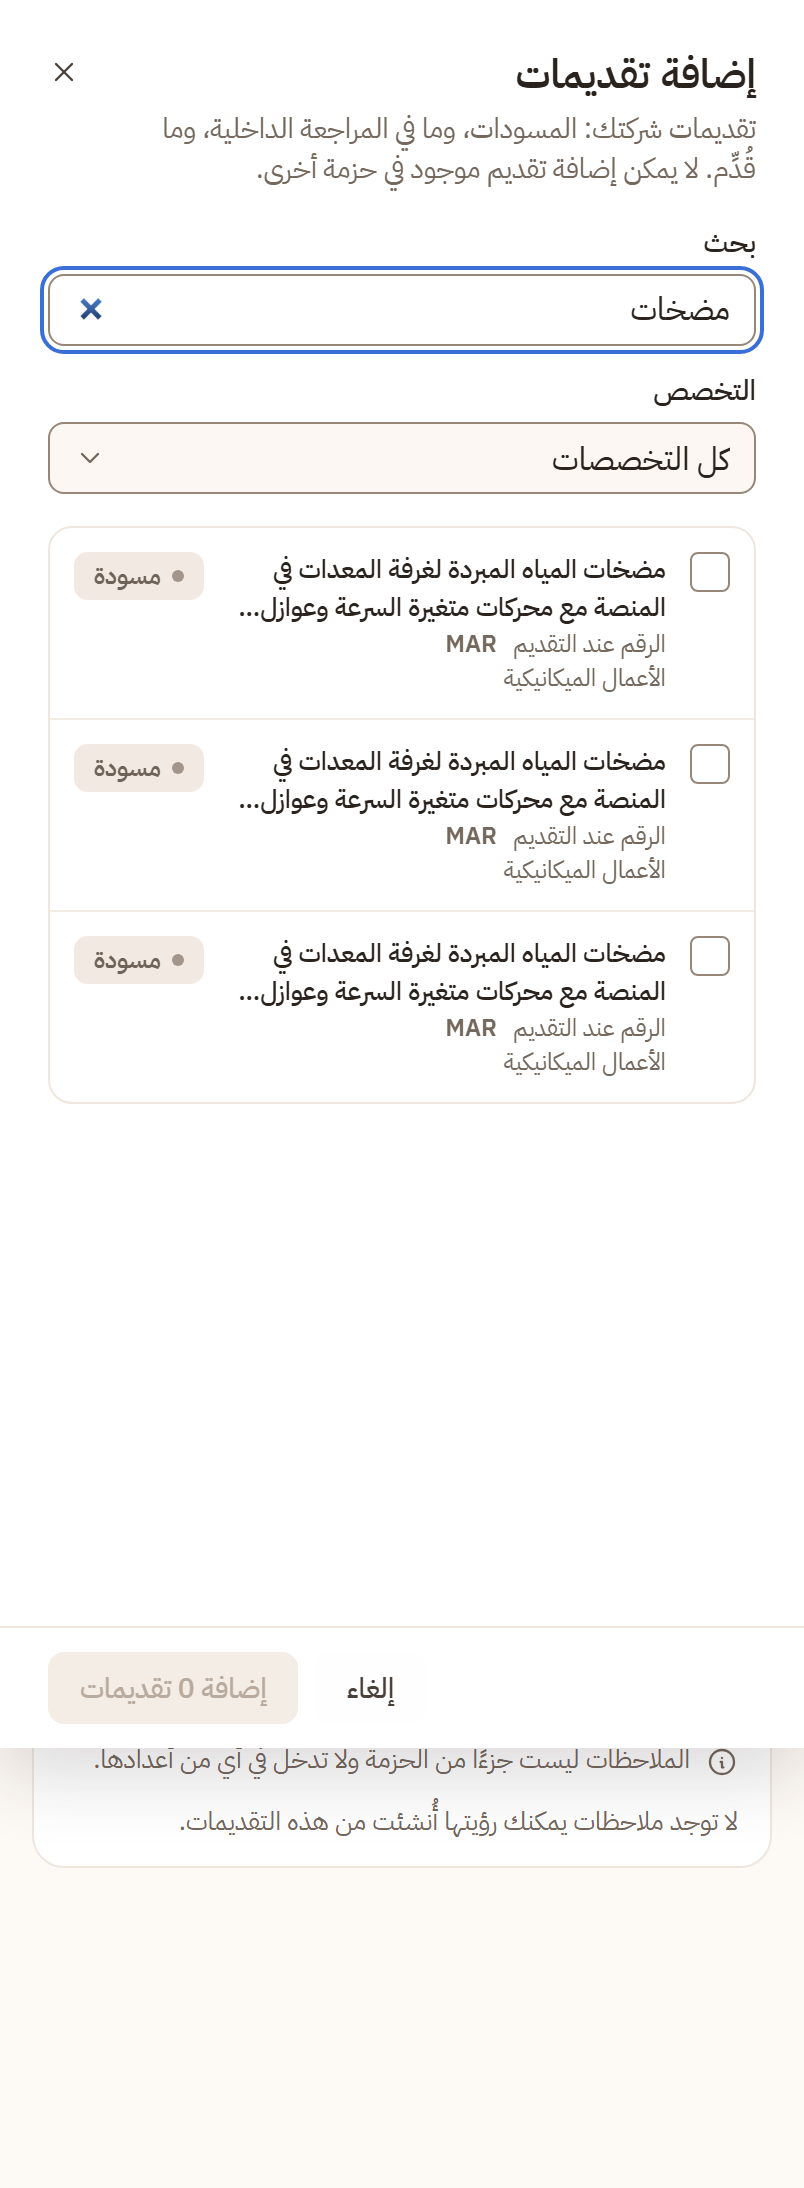 إضافة تقديمات
تقديمات شركتك: المسودات، وما في المراجعة الداخلية، وما
قُدِّم. لا يمكن إضافة تقديم موجود في حزمة أخرى.
بحث
مضخات
التخصص
كل التخصصات
مضخات المياه المبردة لغرفة المعدات في
المنصة مع محركات متغيرة السرعة وعوازل...
مسودة
الرقم عند التقديم MAR
الأعمال الميكانيكية
مضخات المياه المبردة لغرفة المعدات في
المنصة مع محركات متغيرة السرعة وعوازل...
مسودة
الرقم عند التقديم MAR
الأعمال الميكانيكية
مضخات المياه المبردة لغرفة المعدات في
المنصة مع محركات متغيرة السرعة وعوازل...
مسودة
الرقم عند التقديم MAR
الأعمال الميكانيكية
إلغاء
إضافة 0 تقديمات
الملاحظات ليست جزءًا من الحزمة ولا تدخل في أي من أعدادها.
لا توجد ملاحظات يمكنك رؤيتها أُنشئت من هذه التقديمات.